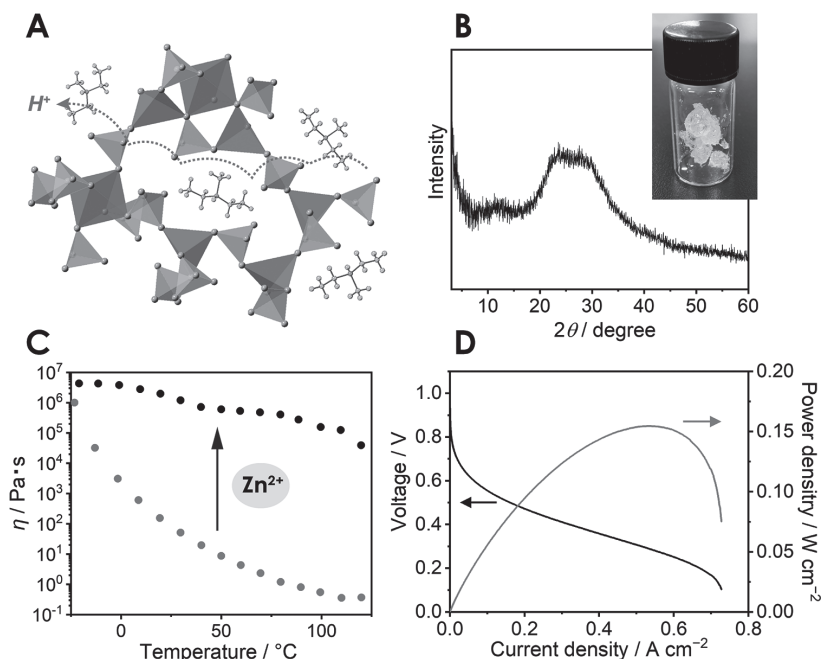 A
H⁺
B
Intensity
10 20 30 40 50 60
2θ / degree
C
10⁷
10⁶
10⁵
10⁴
10³
10²
10¹
10⁰
10⁻¹
η / Pa·s
Zn²⁺
0 50 100
Temperature / °C
D
1.0
0.8
0.6
0.4
0.2
0.0
Voltage / V
0.20
0.15
0.10
0.05
0.00
Power densitry / W cm⁻²
0.0 0.2 0.4 0.6 0.8
Current density / A cm⁻²